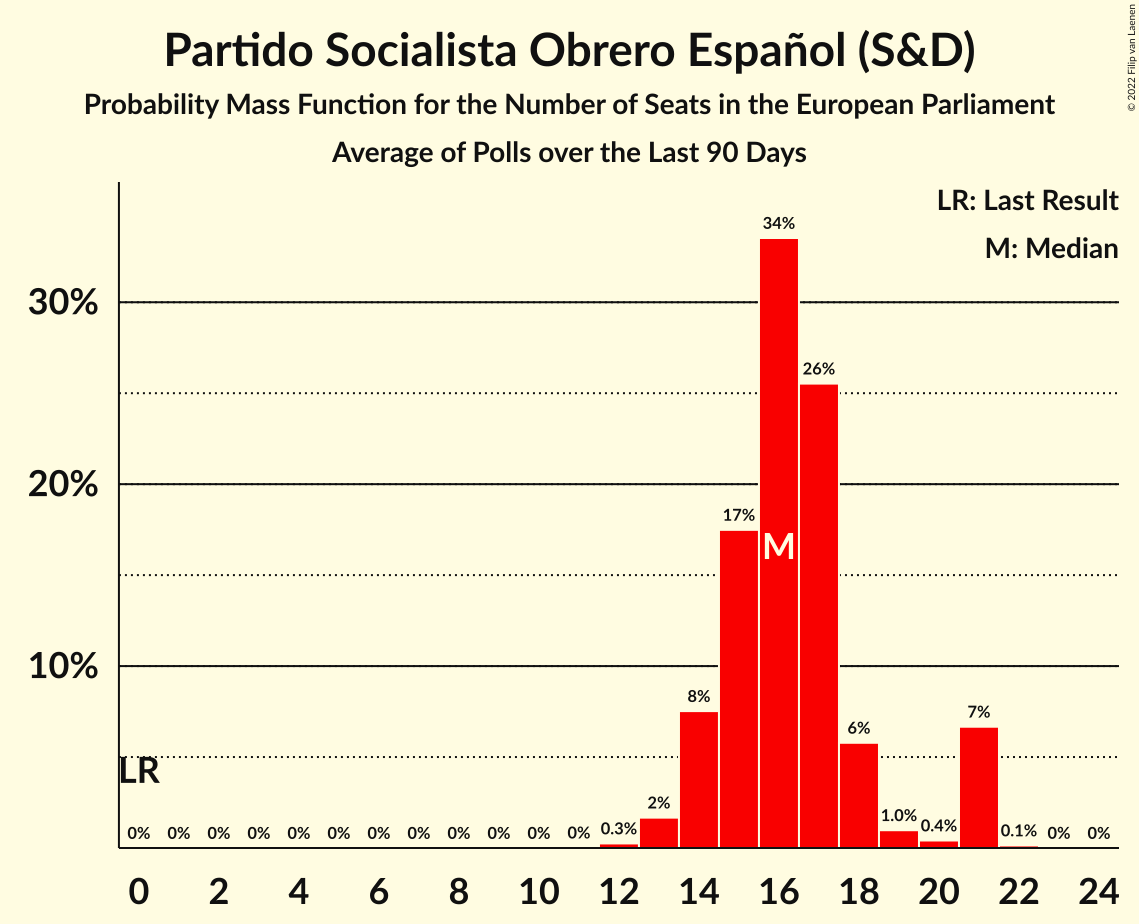 Partido Socialista Obrero Español (S&D)
Probability Mass Function for the Number of Seats in the European Parliament
Average of Polls over the Last 90 Days
© 2022 Filip van Laenen
LR: Last Result
M: Median
34%
30%
26%
20%
17%
M
10%
8%
7%
6%
LR
2%
0% 0% 0% 0% 0% 0% 0% 0% 0% 0% 0% 0% 0.3% 1.0% 0.4% 0.1% 0% 0%
0 2 4 6 8 10 12 14 16 18 20 22 24